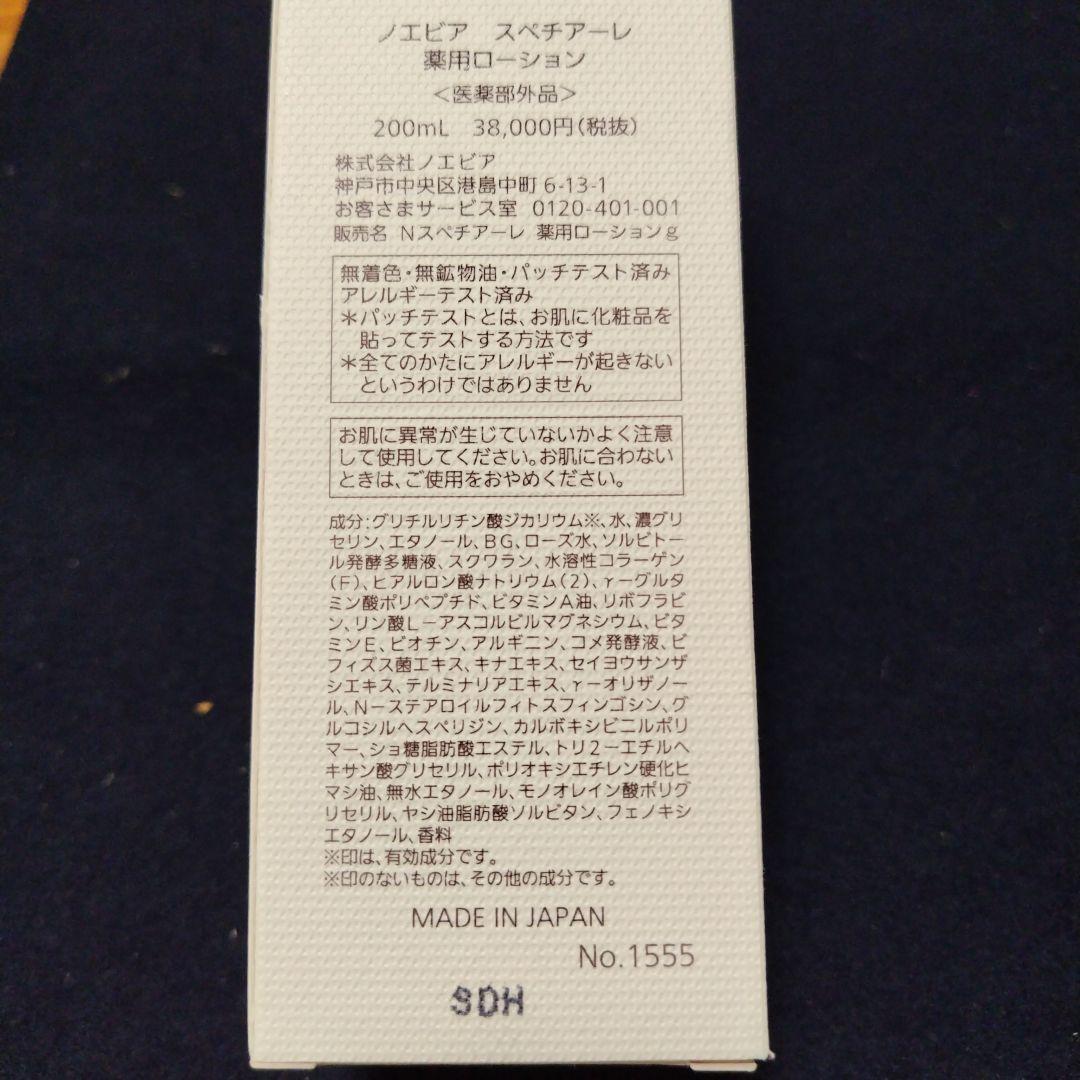 ノエビア　スペチアーレ
薬用ローション
＜医薬部外品＞
200mL　38,000円（税抜）
株式会社ノエビア
神戸市中央区港島中町 6-13-1
お客さまサービス室　0120-401-001
販売名　Nスペチアーレ　薬用ローションg
無着色・無鉱物油・パッチテスト済み
アレルギーテスト済み
＊パッチテストとは、お肌に化粧品を
貼ってテストする方法です
＊全てのかたにアレルギーが起きない
というわけではありません
お肌に異常が生じていないかよく注意
して使用してください。お肌に合わない
ときは、ご使用をおやめください。
成分：グリチルリチン酸ジカリウム※、水、濃グリ
セリン、エタノール、BG、ローズ水、ソルビトー
ル発酵多糖液、スクワラン、水溶性コラーゲン
（F）、ヒアルロン酸ナトリウム（2）、γーグルタ
ミン酸ポリペプチド、ビタミンA油、リボフラビ
ン、リン酸Lーアスコルビルマグネシウム、ビタ
ミンE、ビオチン、アルギニン、コメ発酵液、ビ
フィズス菌エキス、キナエキス、セイヨウサンザ
シエキス、テルミナリアエキス、γーオリザノー
ル、Nーステアロイルフィトスフィンゴシン、グ
ルコシルヘスペリジン、カルボキシビニルポリ
マー、ショ糖脂肪酸エステル、トリ2ーエチルヘ
キサン酸グリセリル、ポリオキシエチレン硬化ヒ
マシ油、無水エタノール、モノオレイン酸ポリグ
リセリル、ヤシ油脂肪酸ソルビタン、フェノキシ
エタノール、香料
※印は、有効成分です。
※印のないものは、その他の成分です。
MADE IN JAPAN
No.1555
SDH